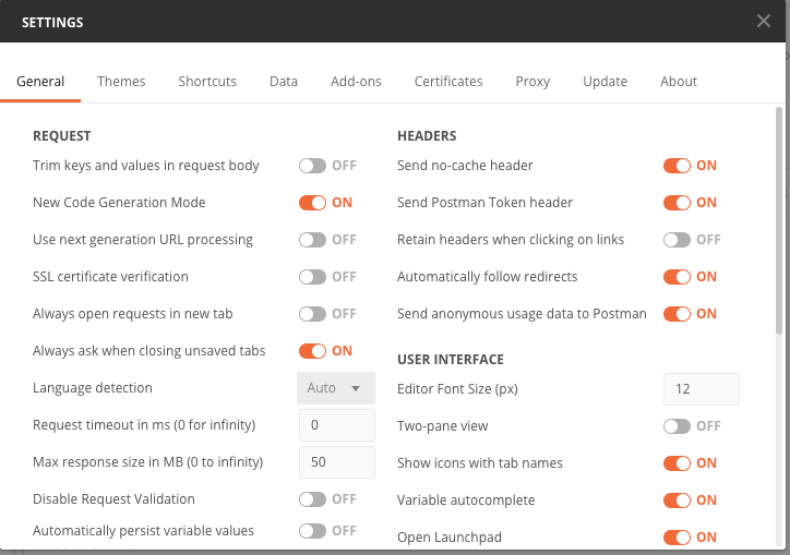 SETTINGS
General Themes Shortcuts Data Add-ons Certificates Proxy Update About
REQUEST
Trim keys and values in request body OFF
New Code Generation Mode ON
Use next generation URL processing OFF
SSL certificate verification OFF
Always open requests in new tab OFF
Always ask when closing unsaved tabs ON
Language detection Auto
Request timeout in ms (0 for infinity) 0
Max response size in MB (0 to infinity) 50
Disable Request Validation OFF
Automatically persist variable values OFF
HEADERS
Send no-cache header ON
Send Postman Token header ON
Retain headers when clicking on links OFF
Automatically follow redirects ON
Send anonymous usage data to Postman ON
USER INTERFACE
Editor Font Size (px) 12
Two-pane view OFF
Show icons with tab names ON
Variable autocomplete ON
Open Launchpad ON